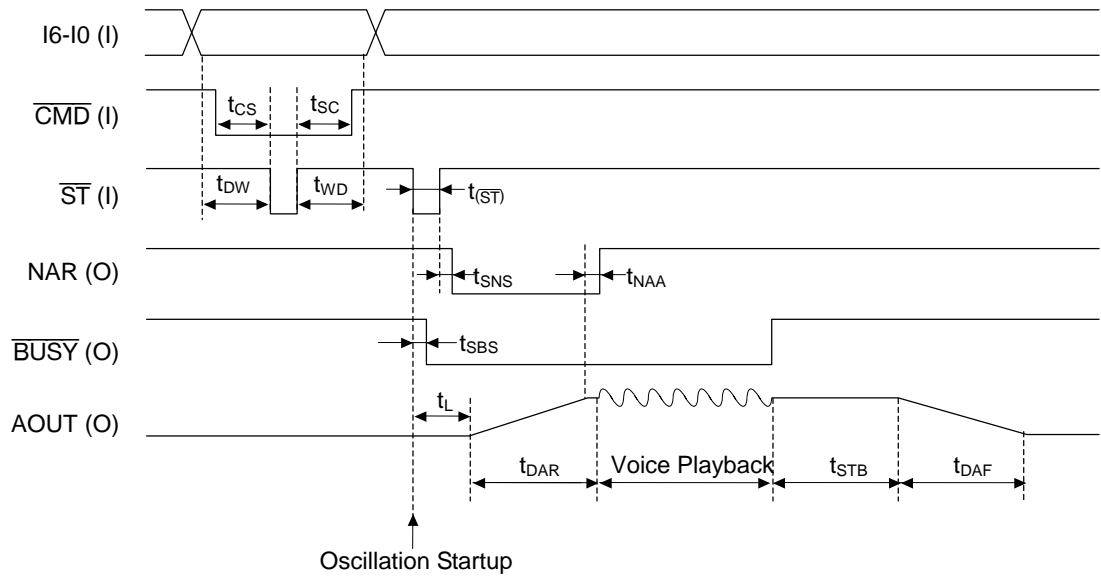 I6-I0 (I)
CMD (I)
tCS
tSC
ST (I)
tDW
tWD
t(ST)
NAR (O)
tSNS
tNAA
BUSY (O)
tSBS
AOUT (O)
tL
tDAR
Voice Playback
tSTB
tDAF
Oscillation Startup